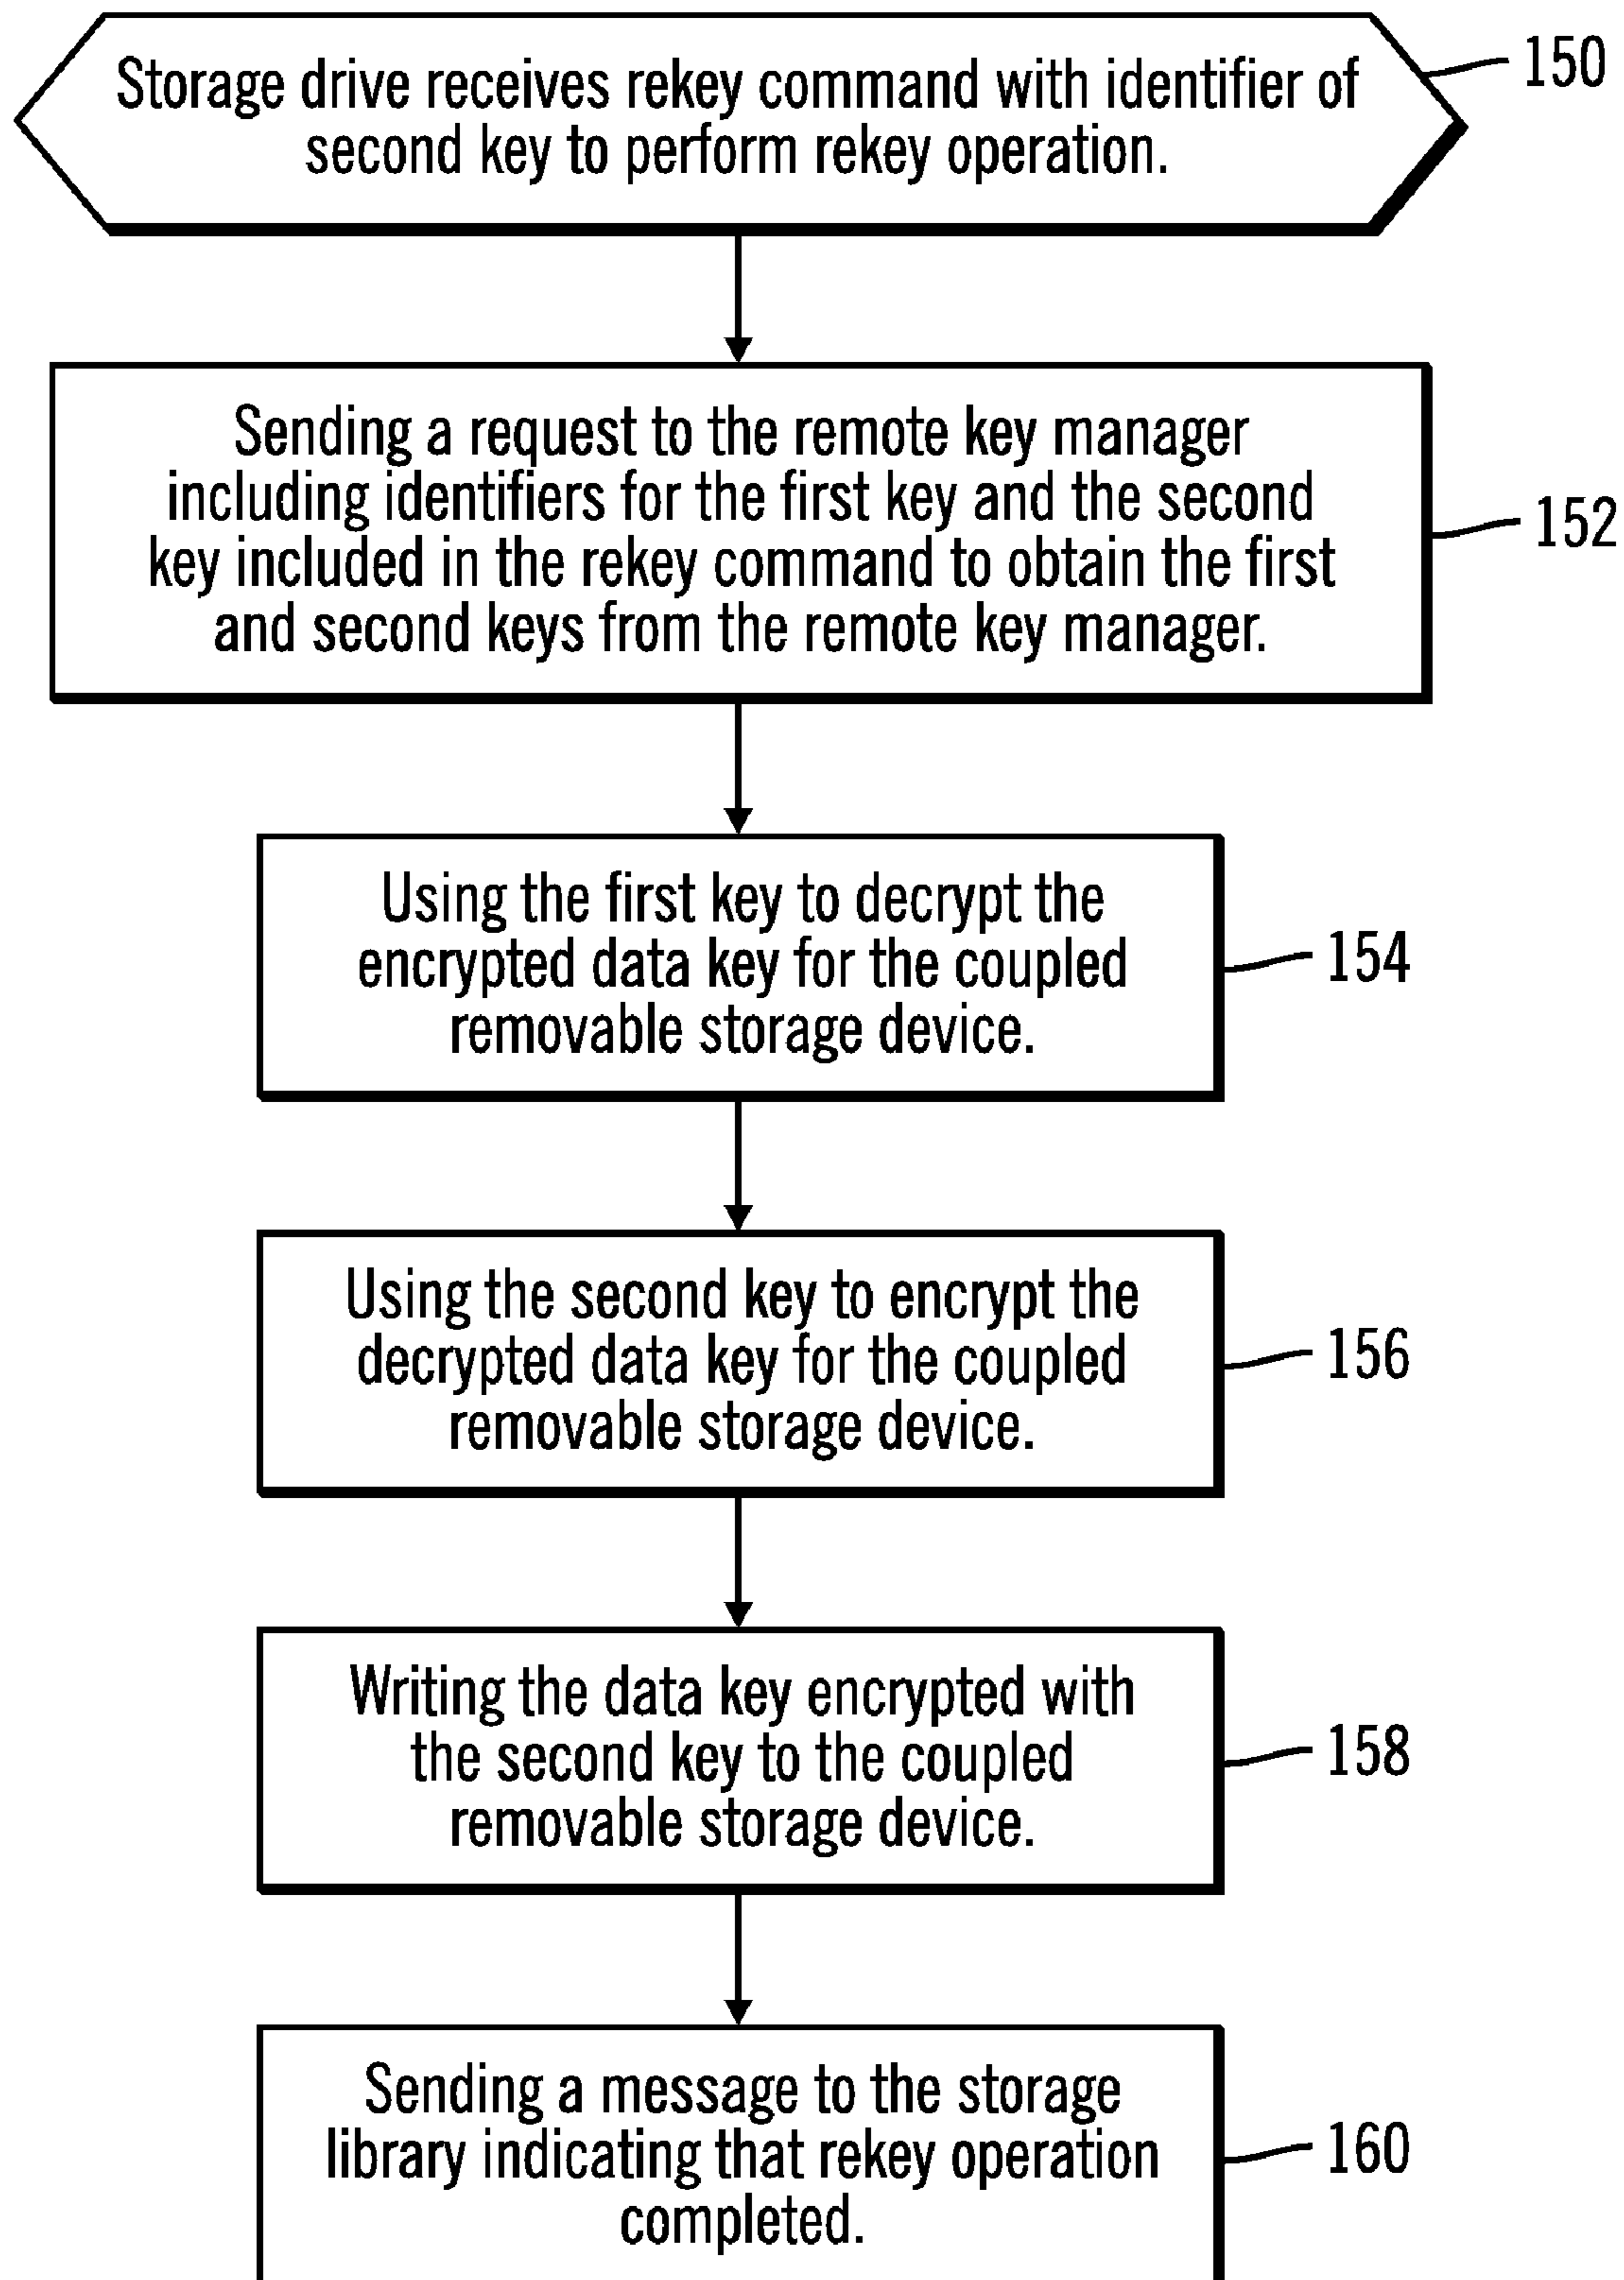 Storage drive receives rekey command with identifier of
second key to perform rekey operation.
150
Sending a request to the remote key manager
including identifiers for the first key and the second
key included in the rekey command to obtain the first
and second keys from the remote key manager.
152
Using the first key to decrypt the
encrypted data key for the coupled
removable storage device.
154
Using the second key to encrypt the
decrypted data key for the coupled
removable storage device.
156
Writing the data key encrypted with
the second key to the coupled
removable storage device.
158
Sending a message to the storage
library indicating that rekey operation
completed.
160